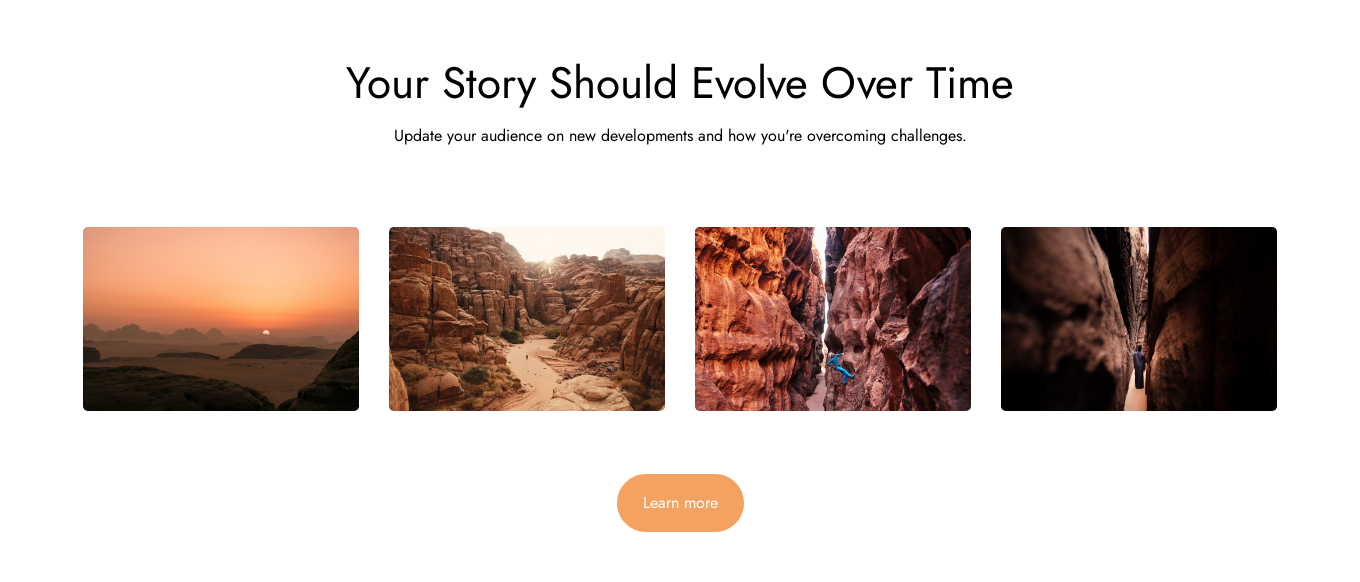 Your Story Should Evolve Over Time
Update your audience on new developments and how you're overcoming challenges.
Learn more